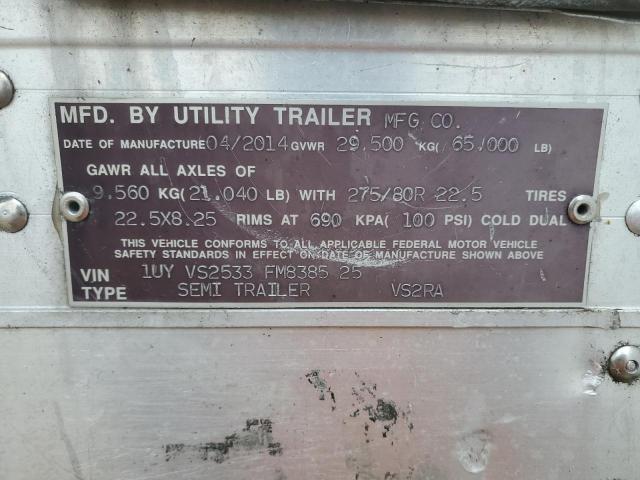 MFD. BY UTILITY TRAILER MFG CO.
DATE OF MANUFACTURE 04/2014 GVWR 29,500 KG( 65,000 LB)
GAWR ALL AXLES OF
9,560 KG( 21,040 LB) WITH 275/80R 22.5 TIRES
22.5X8.25 RIMS AT 690 KPA( 100 PSI) COLD DUAL
THIS VEHICLE CONFORMS TO ALL APPLICABLE FEDERAL MOTOR VEHICLE
SAFETY STANDARDS IN EFFECT ON DATE OF MANUFACTURE SHOWN ABOVE
VIN 1UY VS2533 FM8385 25
TYPE SEMI TRAILER VS2RA